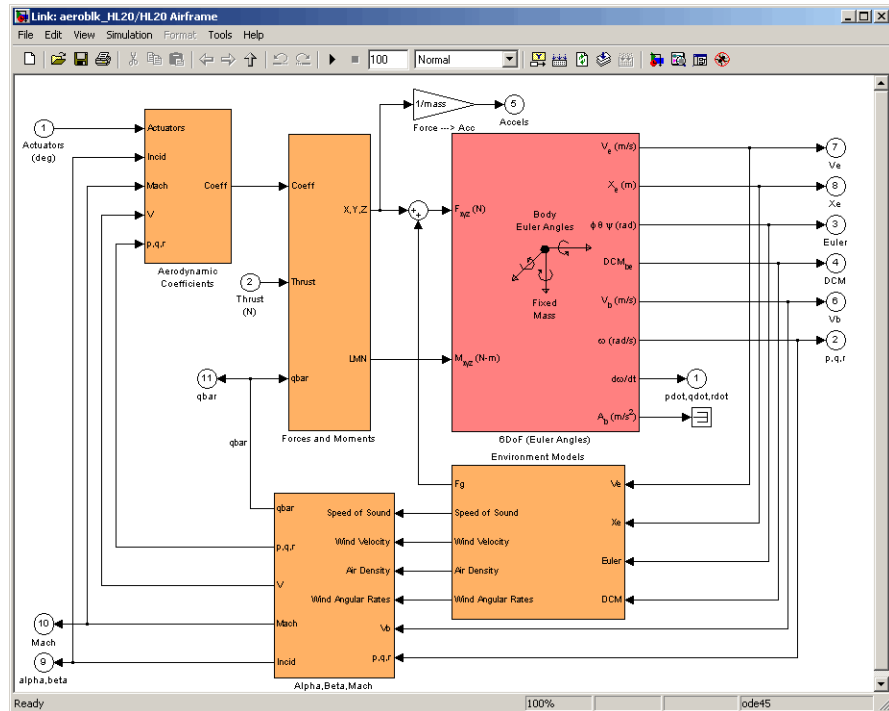 Link: aeroblk_HL20/HL20 Airframe
File Edit View Simulation Format Tools Help
100 Normal
1/mass
Force ---> Acc
5
Accels
1
Actuators
(deg)
Actuators
Incid
Mach
V
p,q,r
Coeff
Aerodynamic
Coefficients
2
Thrust
(N)
Coeff
Thrust
qbar
X,Y,Z
LMN
Forces and Moments
11
qbar
qbar
F_xyz (N)
M_xyz (N-m)
Body
Euler Angles
Fixed
Mass
V_e (m/s)
X_e (m)
ϕ θ ψ (rad)
DCM_be
V_b (m/s)
ω (rad/s)
dω/dt
A_b (m/s²)
6DoF (Euler Angles)
7
Ve
8
Xe
3
Euler
4
DCM
6
Vb
2
p,q,r
1
pdot,qdot,rdot
Environment Models
Fg
Speed of Sound
Wind Velocity
Air Density
Wind Angular Rates
Ve
Xe
Euler
DCM
qbar
p,q,r
V
Mach
Incid
Speed of Sound
Wind Velocity
Air Density
Wind Angular Rates
Vb
p,q,r
Alpha,Beta,Mach
10
Mach
9
alpha,beta
Ready 100% ode45